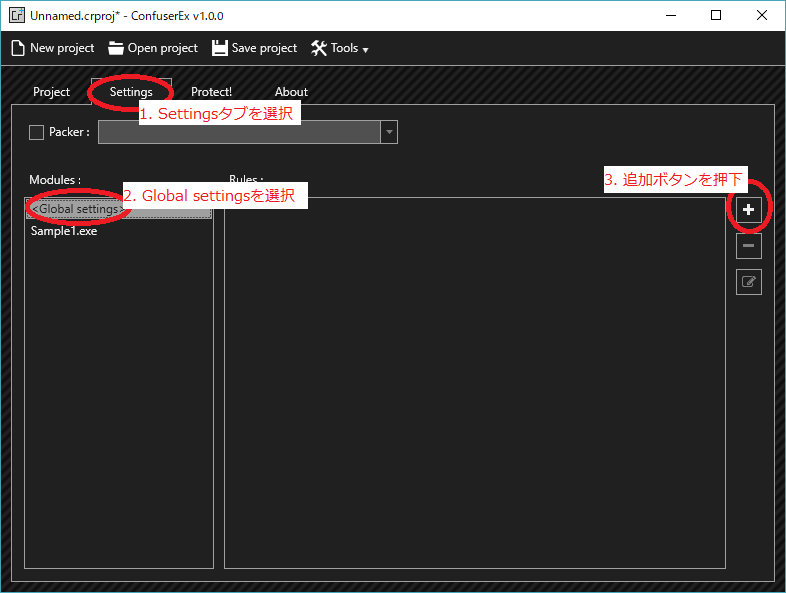 Unnamed.crproj* - ConfuserEx v1.0.0
New project Open project Save project Tools
Project Settings Protect! About
1. Settingsタブを選択
Packer :
Modules : Rules :
2. Global settingsを選択
3. 追加ボタンを押下
<Global settings>
Sample1.exe